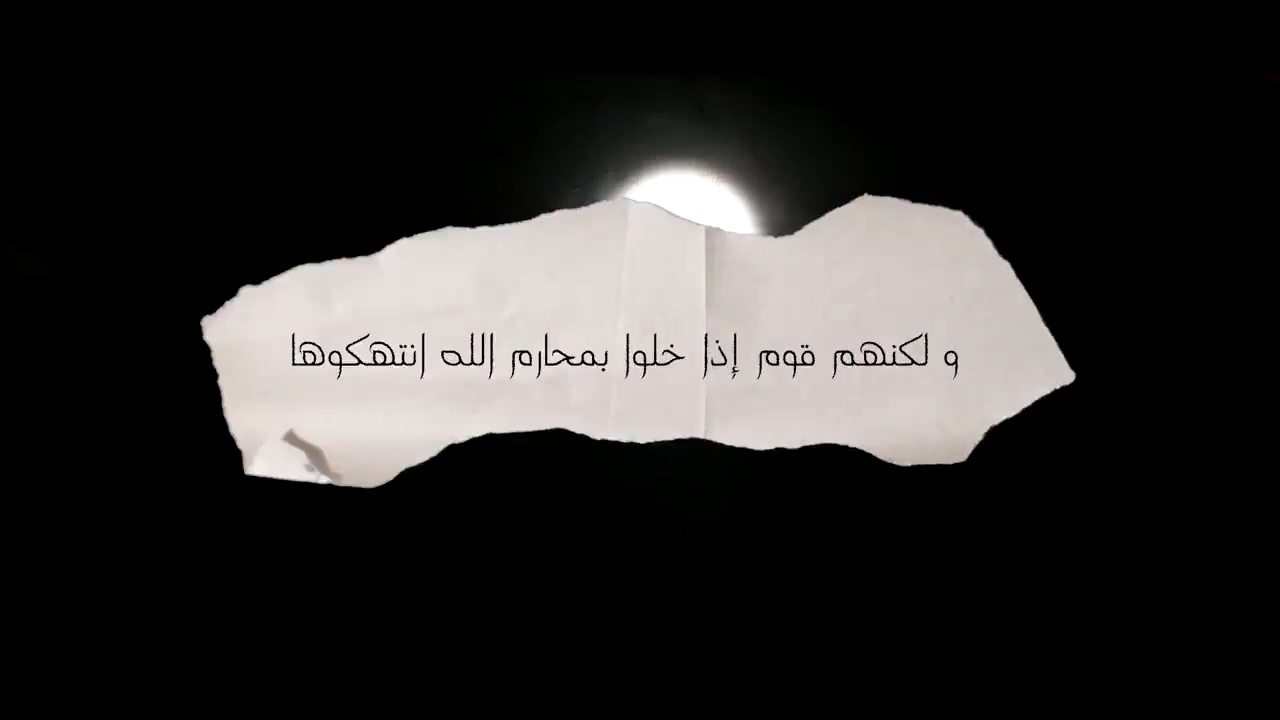 و لكنهم قوم إذا خلوا بمحارم الله انتهكوها